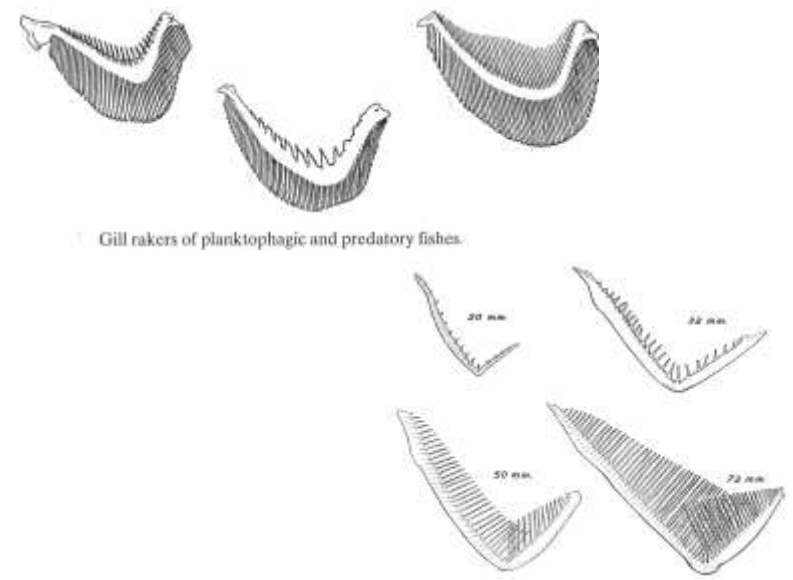 Gill rakers of planktophagic and predatory fishes.
20 mm
32 mm.
50 mm.
72 mm